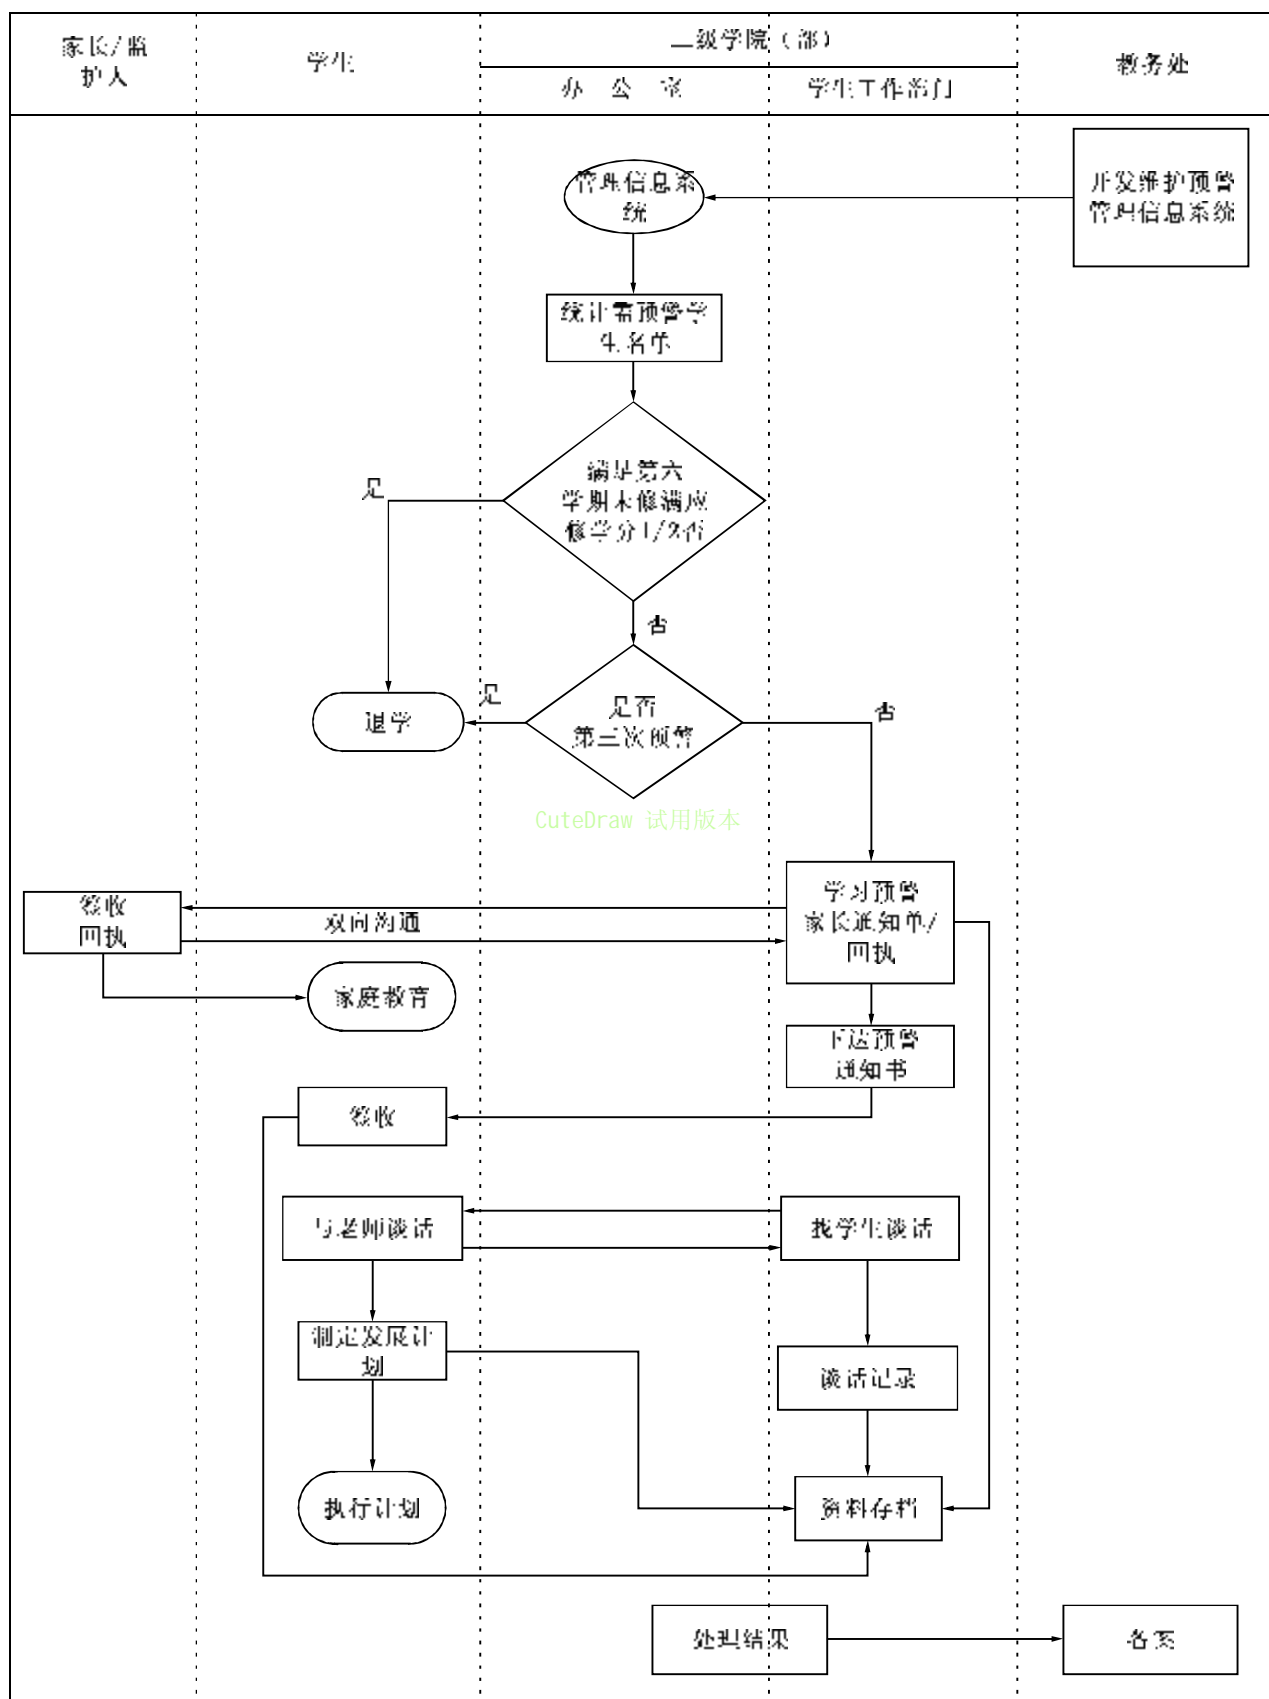 家长/监
护人
学生
二级学院（部）
办 公 室
学生工作部门
教务处
管理信息系
统
开发维护预警
管理信息系统
统计需预警学
生名单
满足第六
学期未修满应
修学分1/2否
是
否
是否
第三次预警
是
否
退学
CuteDraw 试用版本
签收
回执
双向沟通
学习预警
家长通知单/
回执
家庭教育
下达预警
通知书
签收
与老师谈话
找学生谈话
制定发展计
划
谈话记录
执行计划
资料存档
处理结果
备案